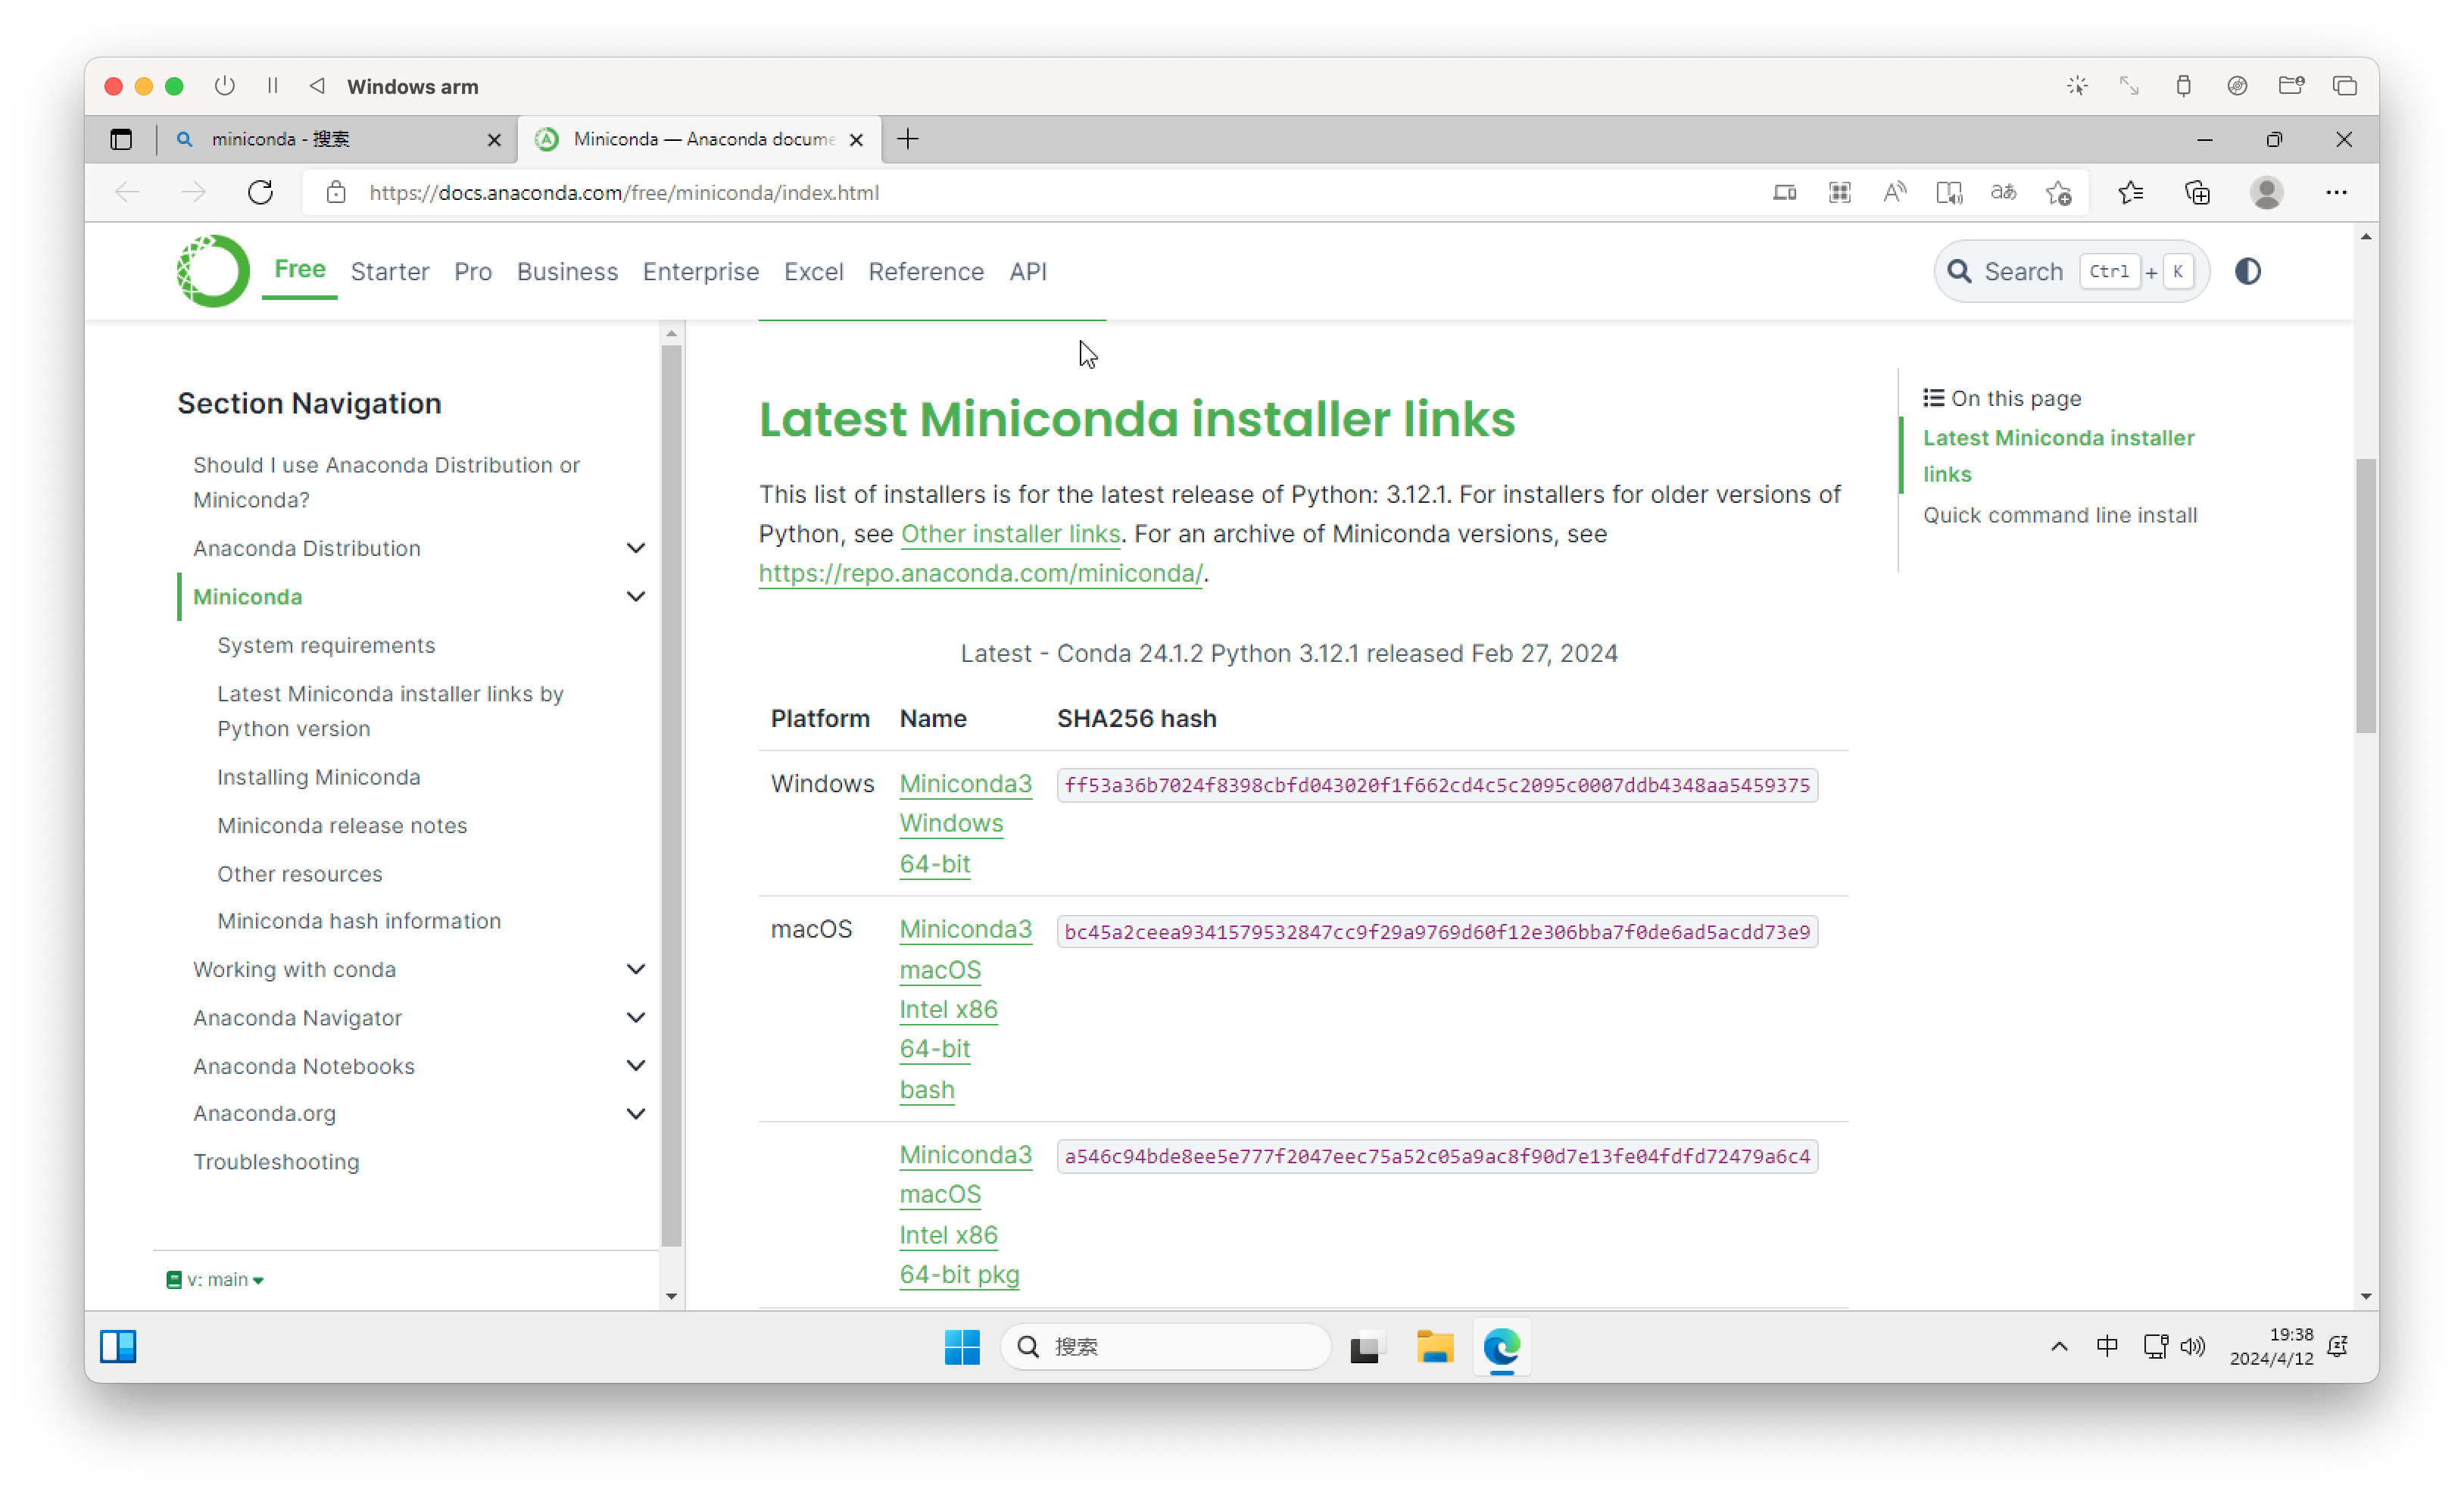 Windows arm
miniconda - 搜索
Miniconda — Anaconda docume
https://docs.anaconda.com/free/miniconda/index.html
Free Starter Pro Business Enterprise Excel Reference API
Search Ctrl + K
Section Navigation
Should I use Anaconda Distribution or
Miniconda?
Anaconda Distribution
Miniconda
System requirements
Latest Miniconda installer links by
Python version
Installing Miniconda
Miniconda release notes
Other resources
Miniconda hash information
Working with conda
Anaconda Navigator
Anaconda Notebooks
Anaconda.org
Troubleshooting
v: main
Latest Miniconda installer links
This list of installers is for the latest release of Python: 3.12.1. For installers for older versions of
Python, see Other installer links. For an archive of Miniconda versions, see
https://repo.anaconda.com/miniconda/.
Latest - Conda 24.1.2 Python 3.12.1 released Feb 27, 2024
Platform Name SHA256 hash
Windows Miniconda3 ff53a36b7024f8398cbfd043020f1f662cd4c5c2095c0007ddb4348aa5459375
Windows
64-bit
macOS Miniconda3 bc45a2ceea9341579532847cc9f29a9769d60f12e306bba7f0de6ad5acdd73e9
macOS
Intel x86
64-bit
bash
Miniconda3 a546c94bde8ee5e777f2047eec75a52c05a9ac8f90d7e13fe04fdfd72479a6c4
macOS
Intel x86
64-bit pkg
On this page
Latest Miniconda installer
links
Quick command line install
搜索
中
19:38
2024/4/12